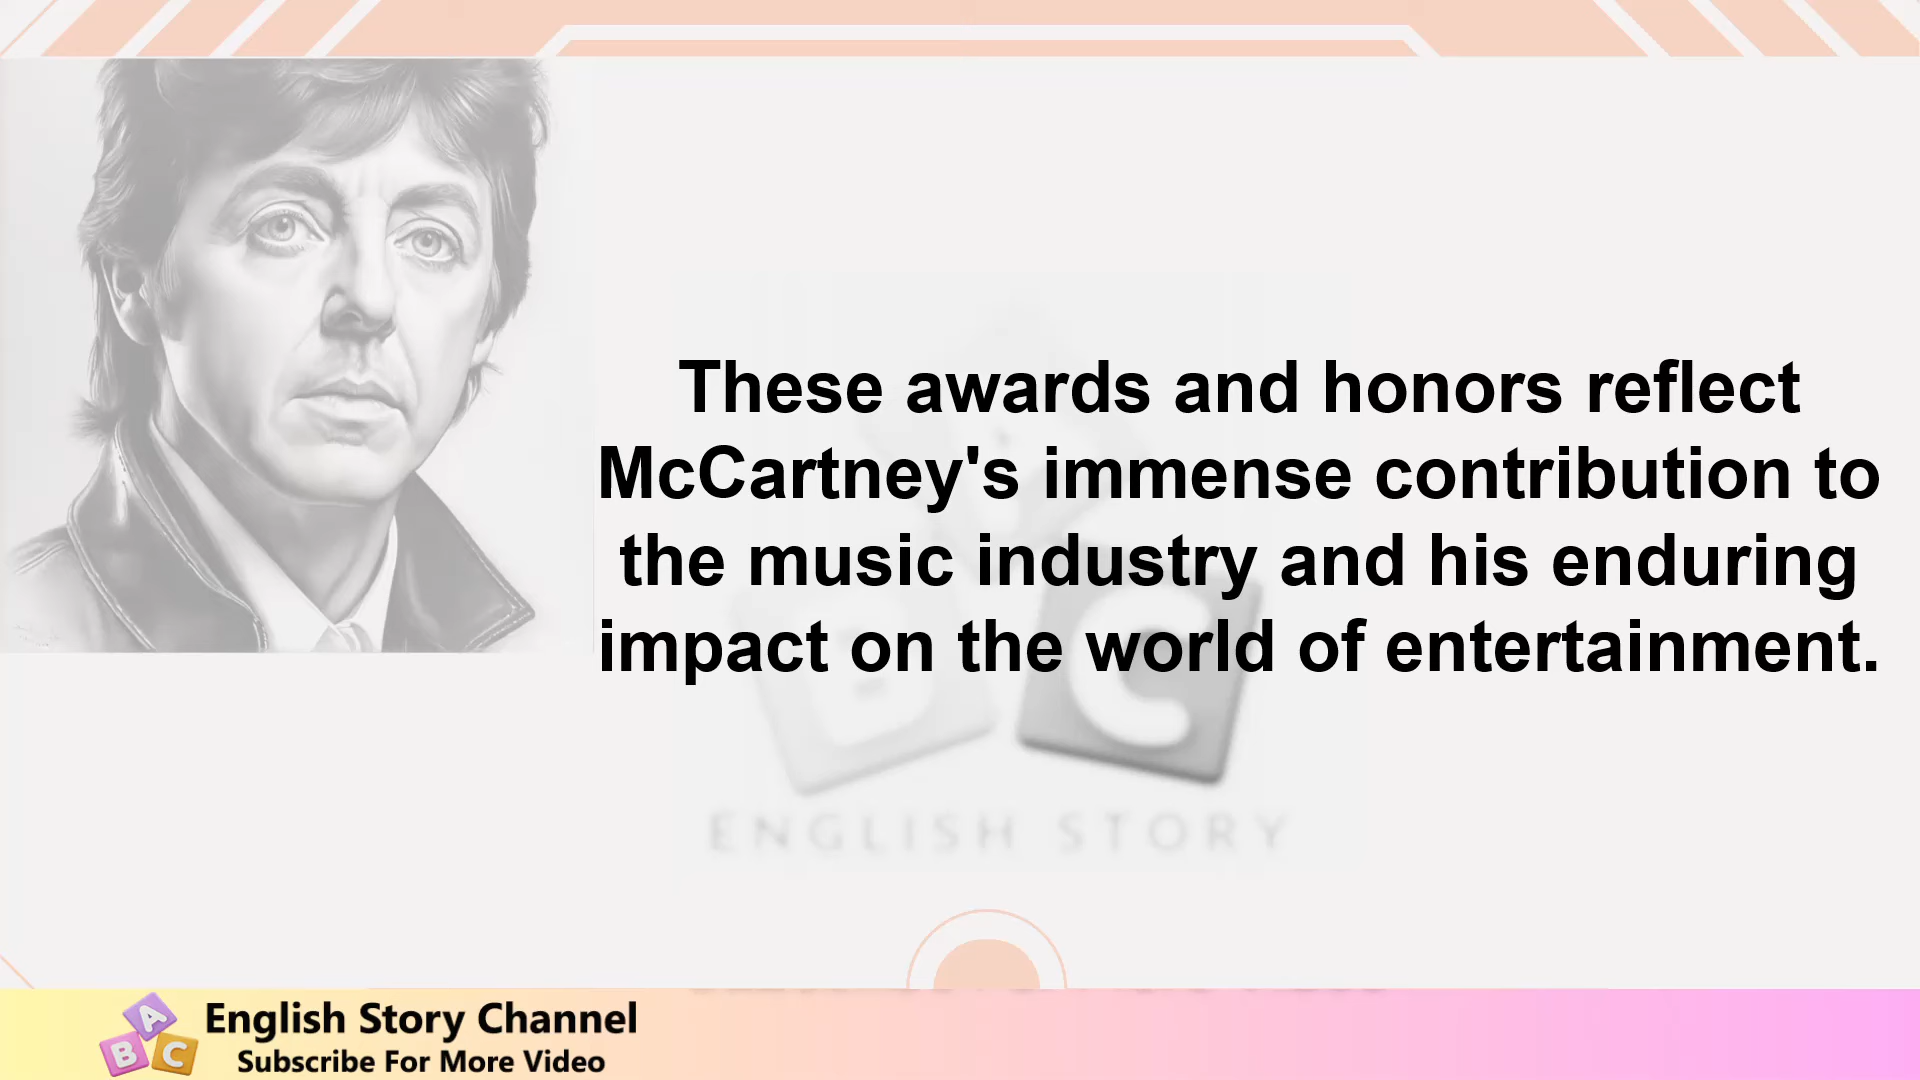 These awards and honors reflect
McCartney's immense contribution to
the music industry and his enduring
impact on the world of entertainment.
B C
ENGLISH STORY
A
B C
English Story Channel
Subscribe For More Video